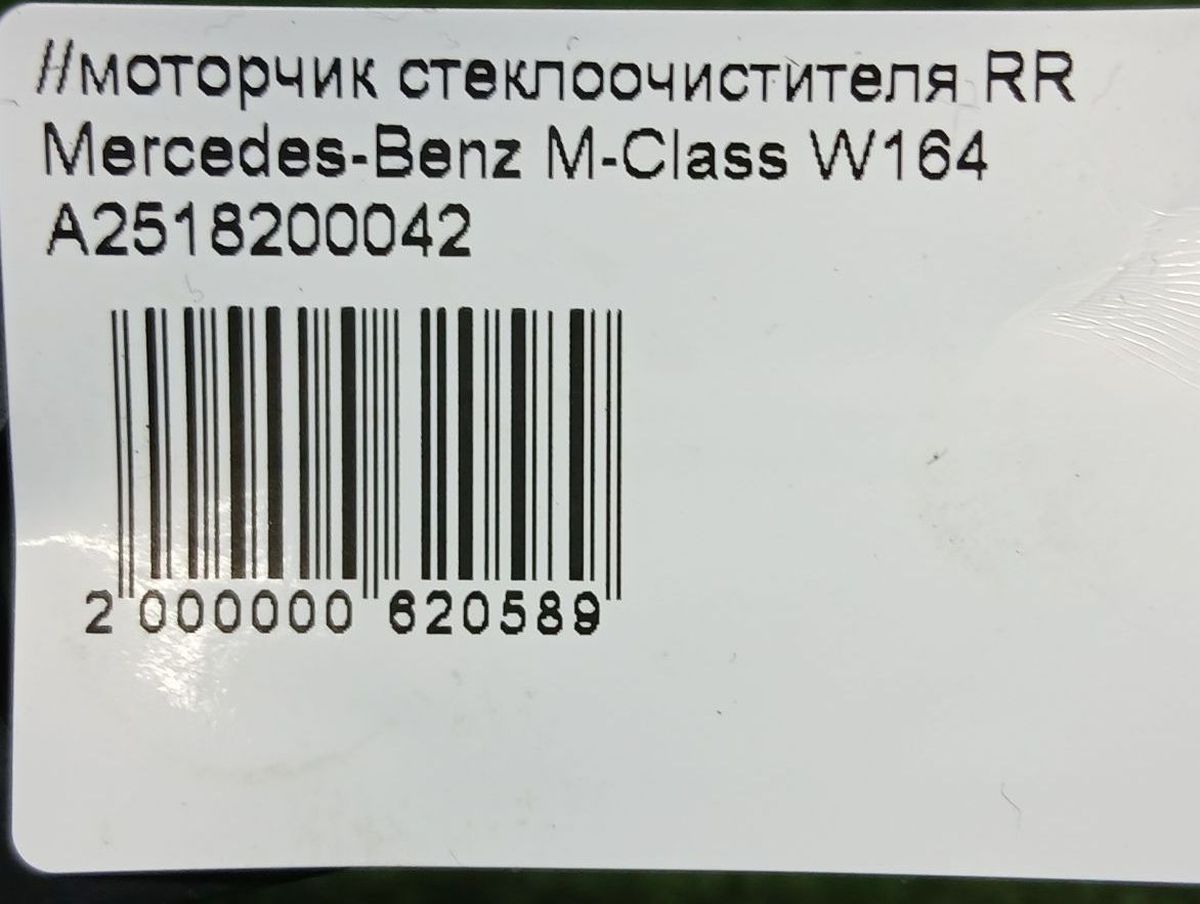 //моторчик стеклоочистителя RR
Mercedes-Benz M-Class W164
A2518200042
2 000000 620589